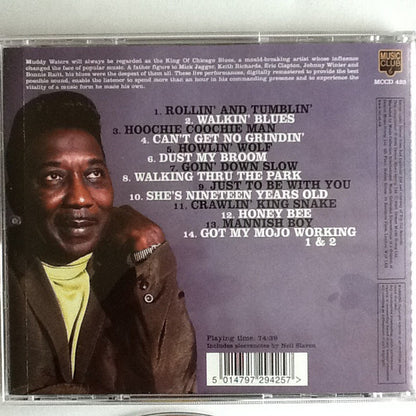 Muddy Waters will always be regarded as the King Of Chicago Blues, a mould-breaking artist whose influence
changed the face of popular music. A father figure to Mick Jagger, Keith Richards, Eric Clapton, Johnny Winter and
Bonnie Raitt, his blues were the deepest of them all. These live performances, digitally remastered to provide the best
possible sound, enable the listener to spend more than an hour in his commanding presence and to experience the
vitality of a music form he made his own.
MUSIC
CLUB
MCCD 425
1. ROLLIN' AND TUMBLIN'
2. WALKIN' BLUES
3. HOOCHIE COOCHIE MAN
4. CAN'T GET NO GRINDIN'
5. HOWLIN' WOLF
6. DUST MY BROOM
7. GOIN' DOWN SLOW
8. WALKING THRU THE PARK
9. JUST TO BE WITH YOU
10. SHE'S NINETEEN YEARS OLD
11. CRAWLIN' KING SNAKE
12. HONEY BEE
13. MANNISH BOY
14. GOT MY MOJO WORKING
1 & 2
Playing time: 74:39
Includes sleevenotes by Neil Slaven
5 014797 294257 >